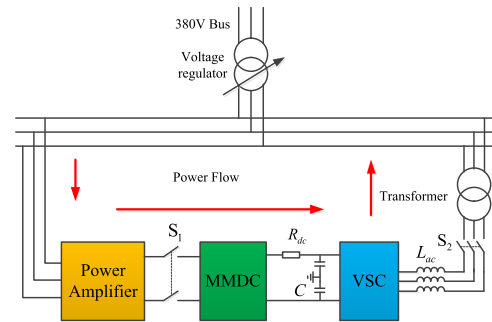 380V Bus
Voltage
regulator
Power Flow
Transformer
S1
S2
Rdc
Lac
Power
Amplifier
MMDC
C
VSC